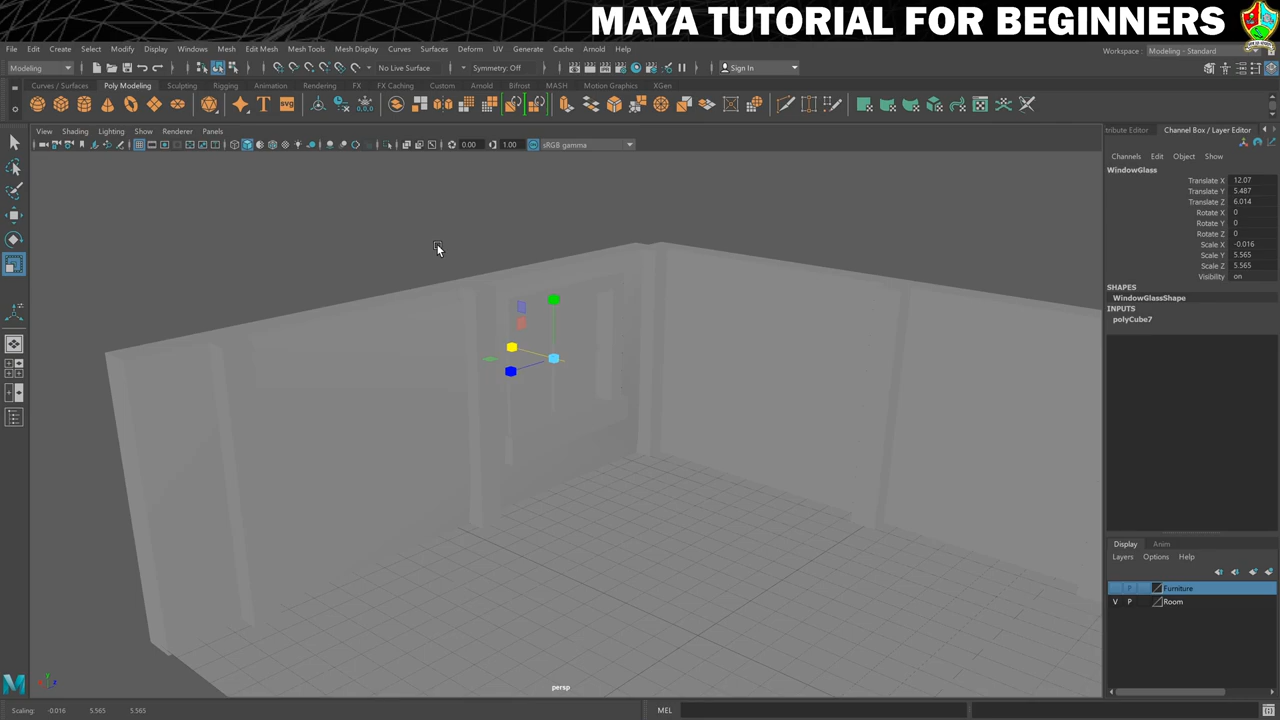 MAYA TUTORIAL FOR BEGINNERS
File Edit Create Select Modify Display Windows Mesh Edit Mesh Mesh Tools Mesh Display Curves Surfaces Deform UV Generate Cache Arnold Help
Workspace : Modeling - Standard
Modeling No Live Surface Symmetry: Off Sign In
Curves / Surfaces Poly Modeling Sculpting Rigging Animation Rendering FX FX Caching Custom Arnold Bifrost MASH Motion Graphics XGen
View Shading Lighting Show Renderer Panels
0.00 1.00 sRGB gamma
tribute Editor Channel Box / Layer Editor
Channels Edit Object Show
WindowGlass
Translate X 12.07
Translate Y 5.487
Translate Z 6.014
Rotate X 0
Rotate Y 0
Rotate Z 0
Scale X -0.016
Scale Y 5.565
Scale Z 5.565
Visibility on
SHAPES
WindowGlassShape
INPUTS
polyCube7
Display Anim
Layers Options Help
P Furniture
V P Room
persp
Scaling: -0.016 5.565 5.565
MEL